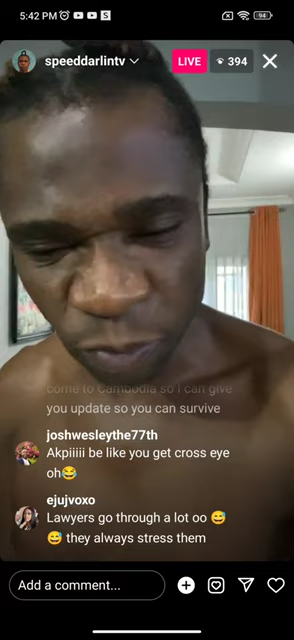 5:42 PM
S
94
speeddarlintv
LIVE
394
come to Cambodia so I can give
you update so you can survive
joshwesleythe77th
Akpiiiii be like you get cross eye
oh😂
ejujvoxo
Lawyers go through a lot oo 😅
😅 they always stress them
Add a comment...